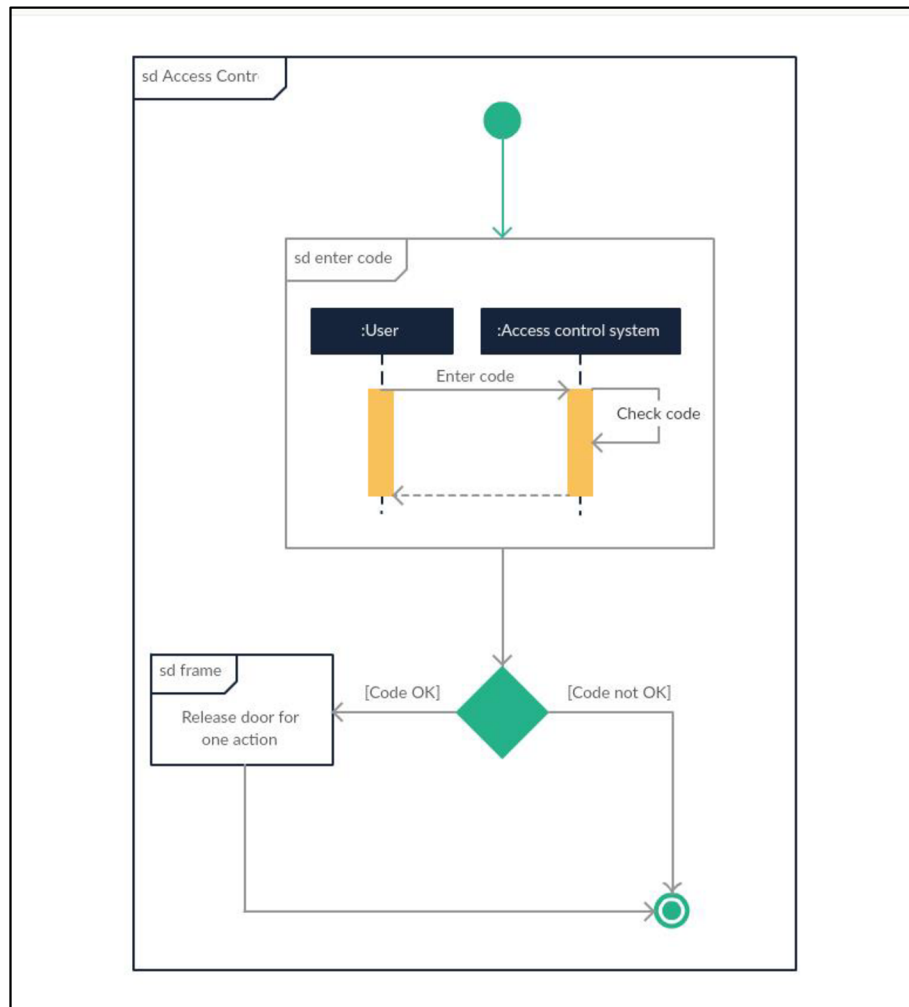 sd Access Contr
sd enter code
:User
:Access control system
Enter code
Check code
sd frame
[Code OK]
[Code not OK]
Release door for
one action